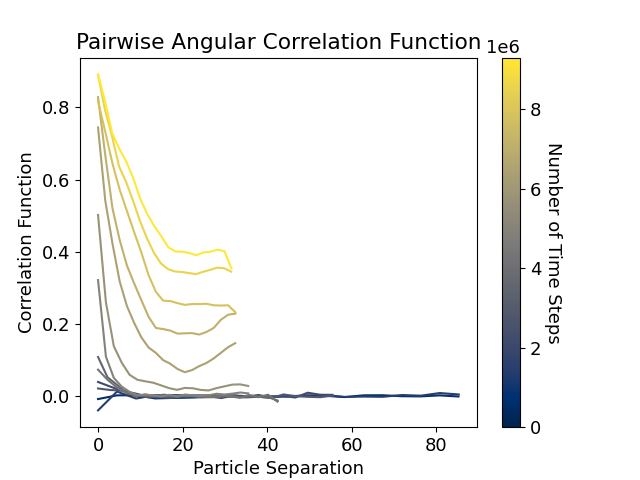 Pairwise Angular Correlation Function
1e6
0.8
0.6
0.4
0.2
0.0
Correlation Function
0 20 40 60 80
Particle Separation
8
6
4
2
0
Number of Time Steps